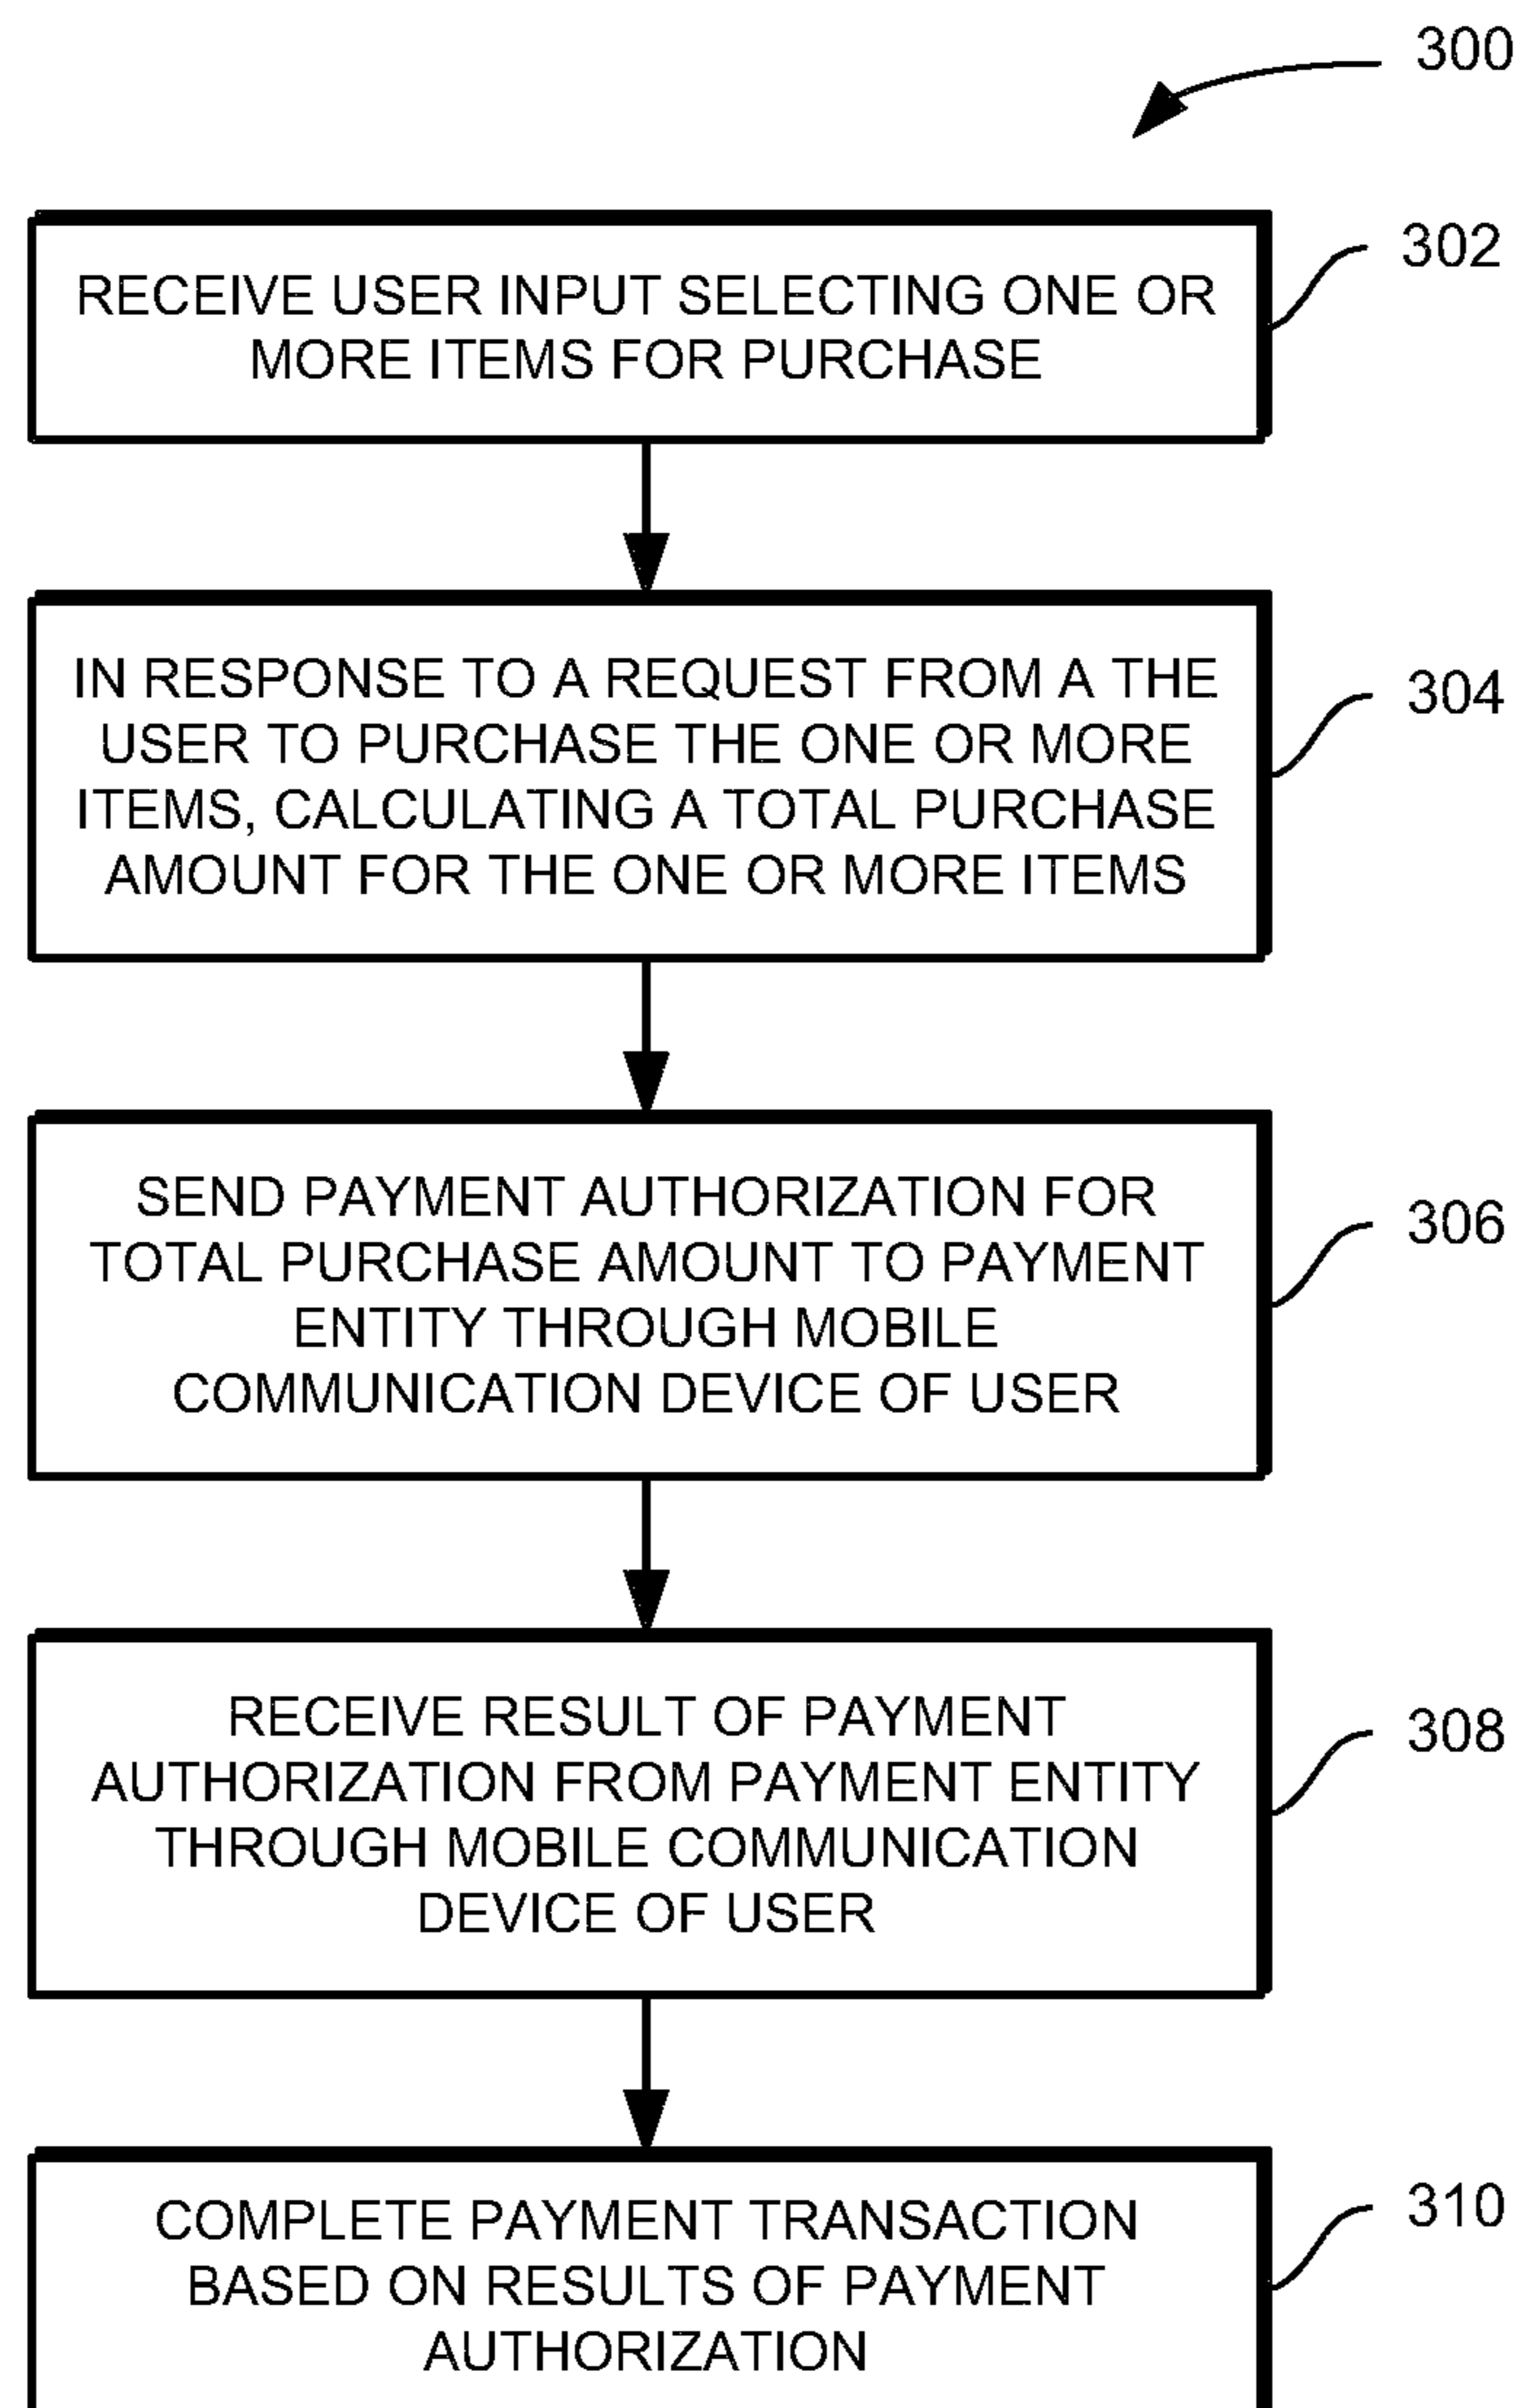 300
RECEIVE USER INPUT SELECTING ONE OR
MORE ITEMS FOR PURCHASE
302
IN RESPONSE TO A REQUEST FROM A THE
USER TO PURCHASE THE ONE OR MORE
ITEMS, CALCULATING A TOTAL PURCHASE
AMOUNT FOR THE ONE OR MORE ITEMS
304
SEND PAYMENT AUTHORIZATION FOR
TOTAL PURCHASE AMOUNT TO PAYMENT
ENTITY THROUGH MOBILE
COMMUNICATION DEVICE OF USER
306
RECEIVE RESULT OF PAYMENT
AUTHORIZATION FROM PAYMENT ENTITY
THROUGH MOBILE COMMUNICATION
DEVICE OF USER
308
COMPLETE PAYMENT TRANSACTION
BASED ON RESULTS OF PAYMENT
AUTHORIZATION
310